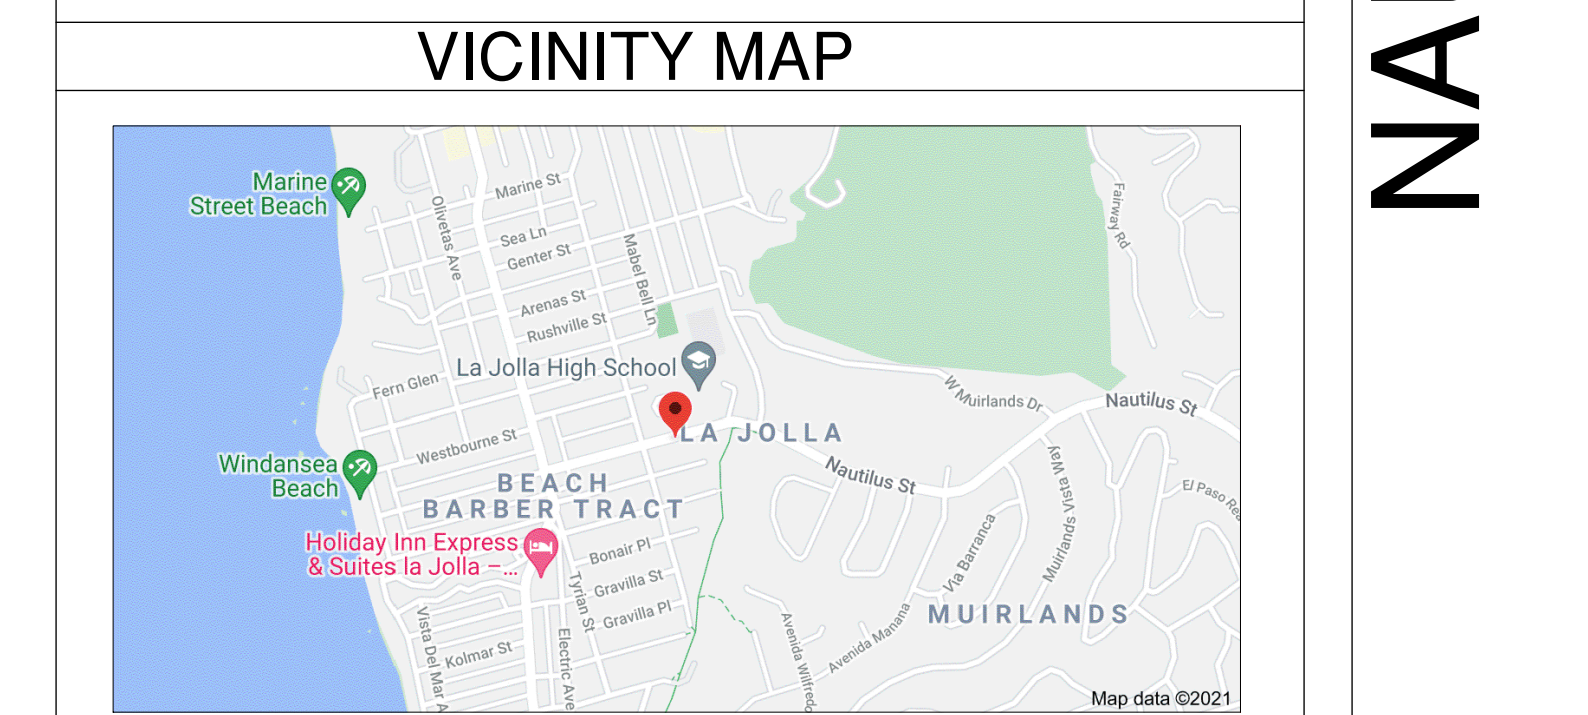 VICINITY MAP
NA
Marine
Street Beach
Marine St
Olivetas Ave
Sea Ln
Genter St
Mabel Bell Ln
Arenas St
Rushville St
Fairway Rd
La Jolla High School
Fern Glen
W Muirlands Dr
Nautilus St
LA JOLLA
Westbourne St
Windansea
Beach
BEACH
BARBER TRACT
Nautilus St
Muirlands Vista Way
El Paso Rea
Holiday Inn Express
& Suites la Jolla –...
Bonair Pl
Via Barranca
Tyrian St
Gravilla St
Gravilla Pl
MUIRLANDS
Vista Del Mar A
Kolmar St
Electric Ave
Avenida Wilfredo
Avenida Manana
Map data ©2021